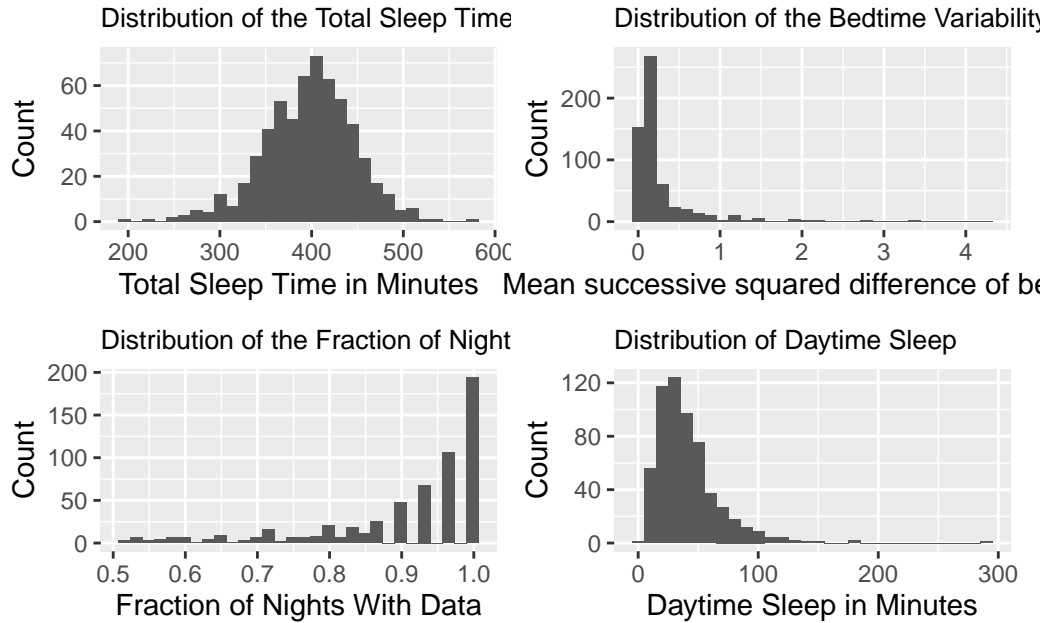 Distribution of the Total Sleep Time
Count
60
40
20
0
200 300 400 500 600
Total Sleep Time in Minutes
Distribution of the Bedtime Variability
Count
200
100
0
0 1 2 3 4
Mean successive squared difference of be
Distribution of the Fraction of Night
Count
200
150
100
50
0
0.5 0.6 0.7 0.8 0.9 1.0
Fraction of Nights With Data
Distribution of Daytime Sleep
Count
120
80
40
0
0 100 200 300
Daytime Sleep in Minutes